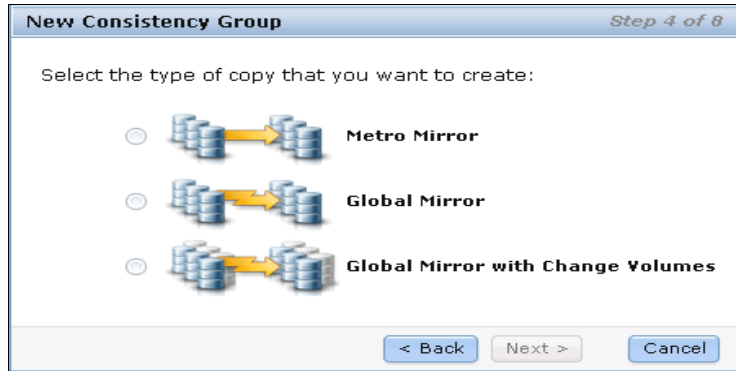 New Consistency Group Step 4 of 8
Select the type of copy that you want to create:
Metro Mirror
Global Mirror
Global Mirror with Change Volumes
< Back Next > Cancel